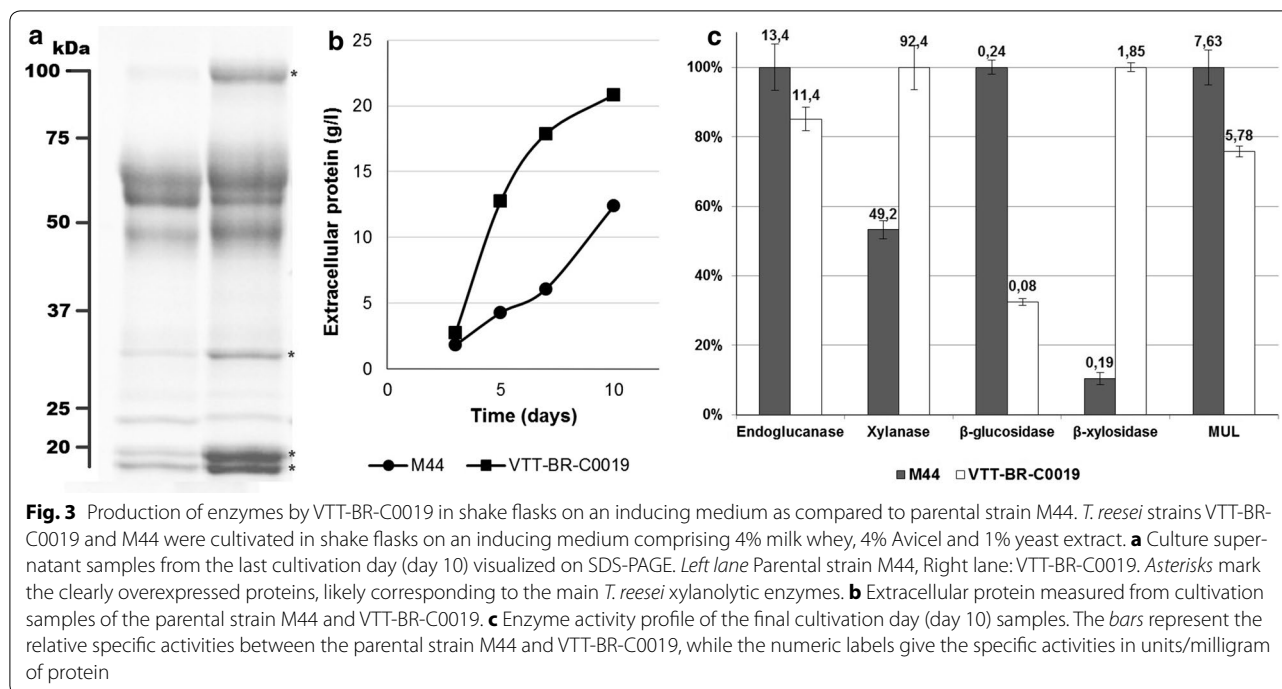 a
kDa
100
75
50
37
25
20
*
*
*
*
b
Extracellular protein (g/l)
25
20
15
10
5
0
0 5 10
Time (days)
M44 VTT-BR-C0019
c
13,4 92,4 0,24 1,85 7,63
11,4 49,2 0,08 0,19 5,78
100%
80%
60%
40%
20%
0%
Endoglucanase Xylanase β-glucosidase β-xylosidase MUL
M44 VTT-BR-C0019
Fig. 3 Production of enzymes by VTT-BR-C0019 in shake flasks on an inducing medium as compared to parental strain M44. T. reesei strains VTT-BR-
C0019 and M44 were cultivated in shake flasks on an inducing medium comprising 4% milk whey, 4% Avicel and 1% yeast extract. a Culture super-
natant samples from the last cultivation day (day 10) visualized on SDS-PAGE. Left lane Parental strain M44, Right lane: VTT-BR-C0019. Asterisks mark
the clearly overexpressed proteins, likely corresponding to the main T. reesei xylanolytic enzymes. b Extracellular protein measured from cultivation
samples of the parental strain M44 and VTT-BR-C0019. c Enzyme activity profile of the final cultivation day (day 10) samples. The bars represent the
relative specific activities between the parental strain M44 and VTT-BR-C0019, while the numeric labels give the specific activities in units/milligram
of protein